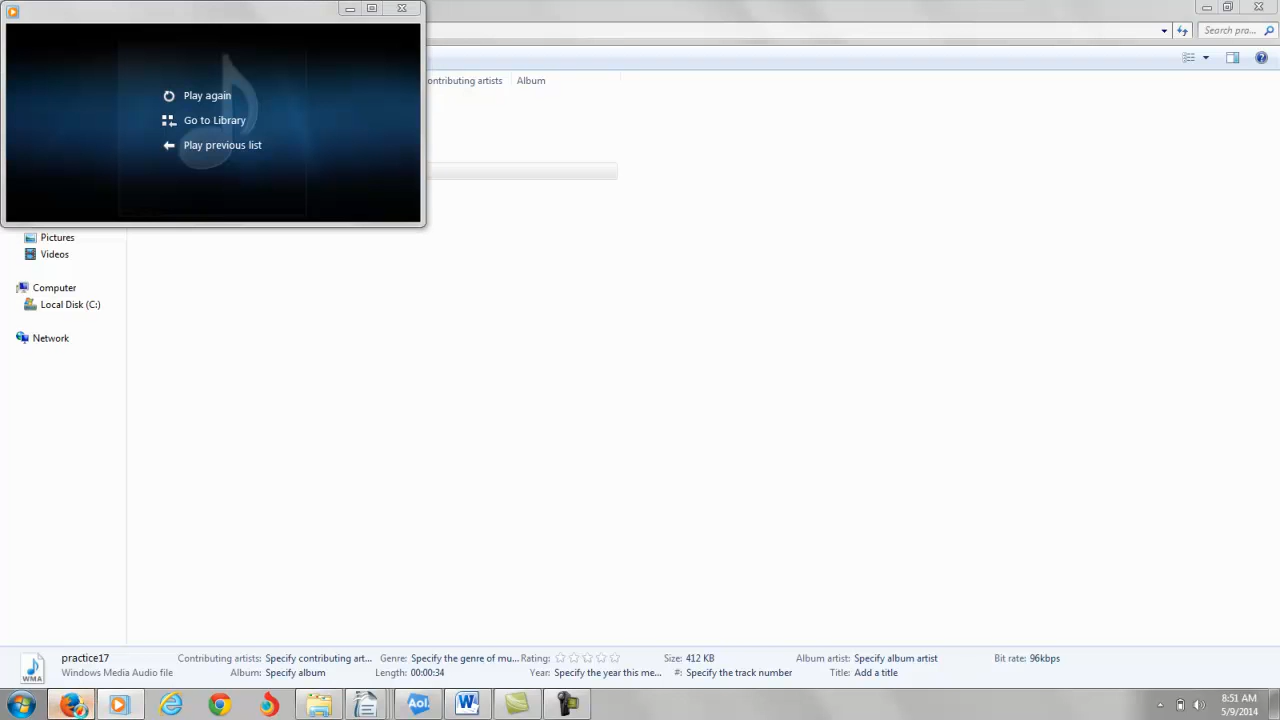 Search pra...
ontributing artists Album
Play again
Go to Library
Play previous list
Pictures
Videos
Computer
Local Disk (C:)
Network
practice17 Contributing artists: Specify contributing art... Genre: Specify the genre of mu... Rating: Size: 412 KB Album artist: Specify album artist Bit rate: 96kbps
Windows Media Audio file Album: Specify album Length: 00:00:34 Year: Specify the year this me... #: Specify the track number Title: Add a title
WMA
Aol.
W
8:51 AM
5/9/2014